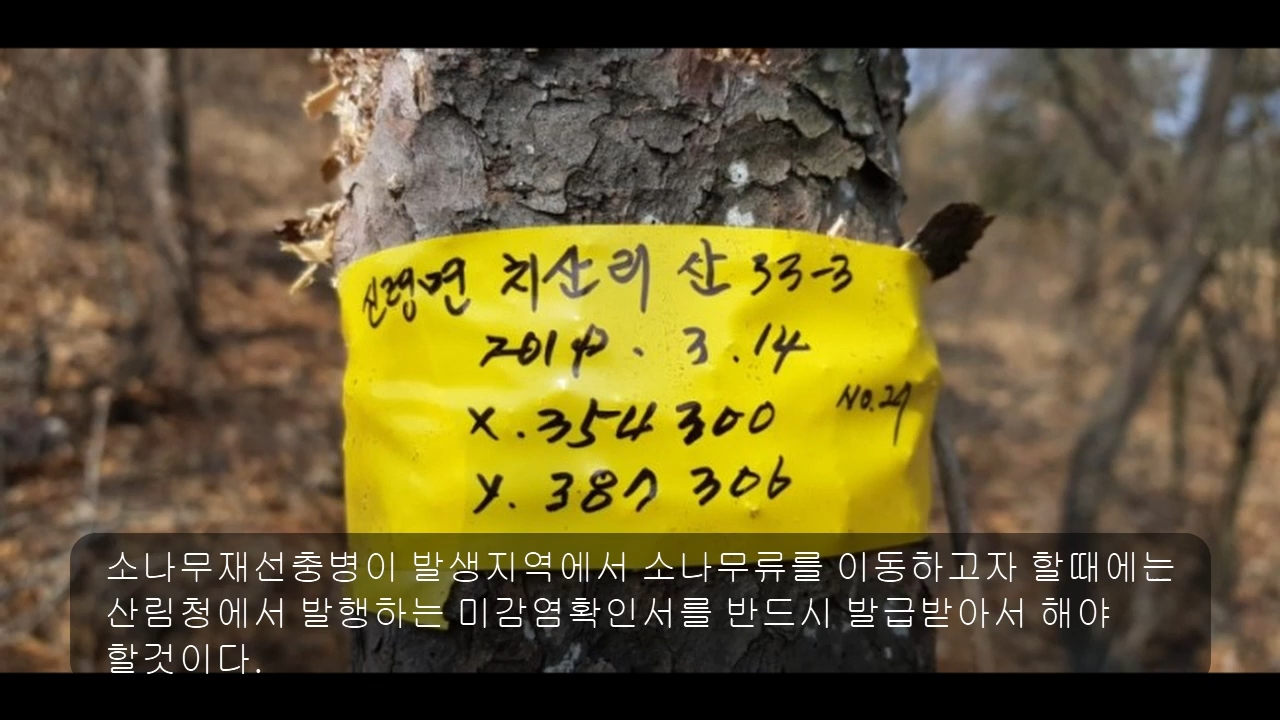 신령면 치산리 산 33-3
2019 . 3 . 14
NO.27
X . 354 300
y . 387 306
소나무재선충병이 발생지역에서 소나무류를 이동하고자 할때에는
산림청에서 발행하는 미감염확인서를 반드시 발급받아서 해야
할것이다.